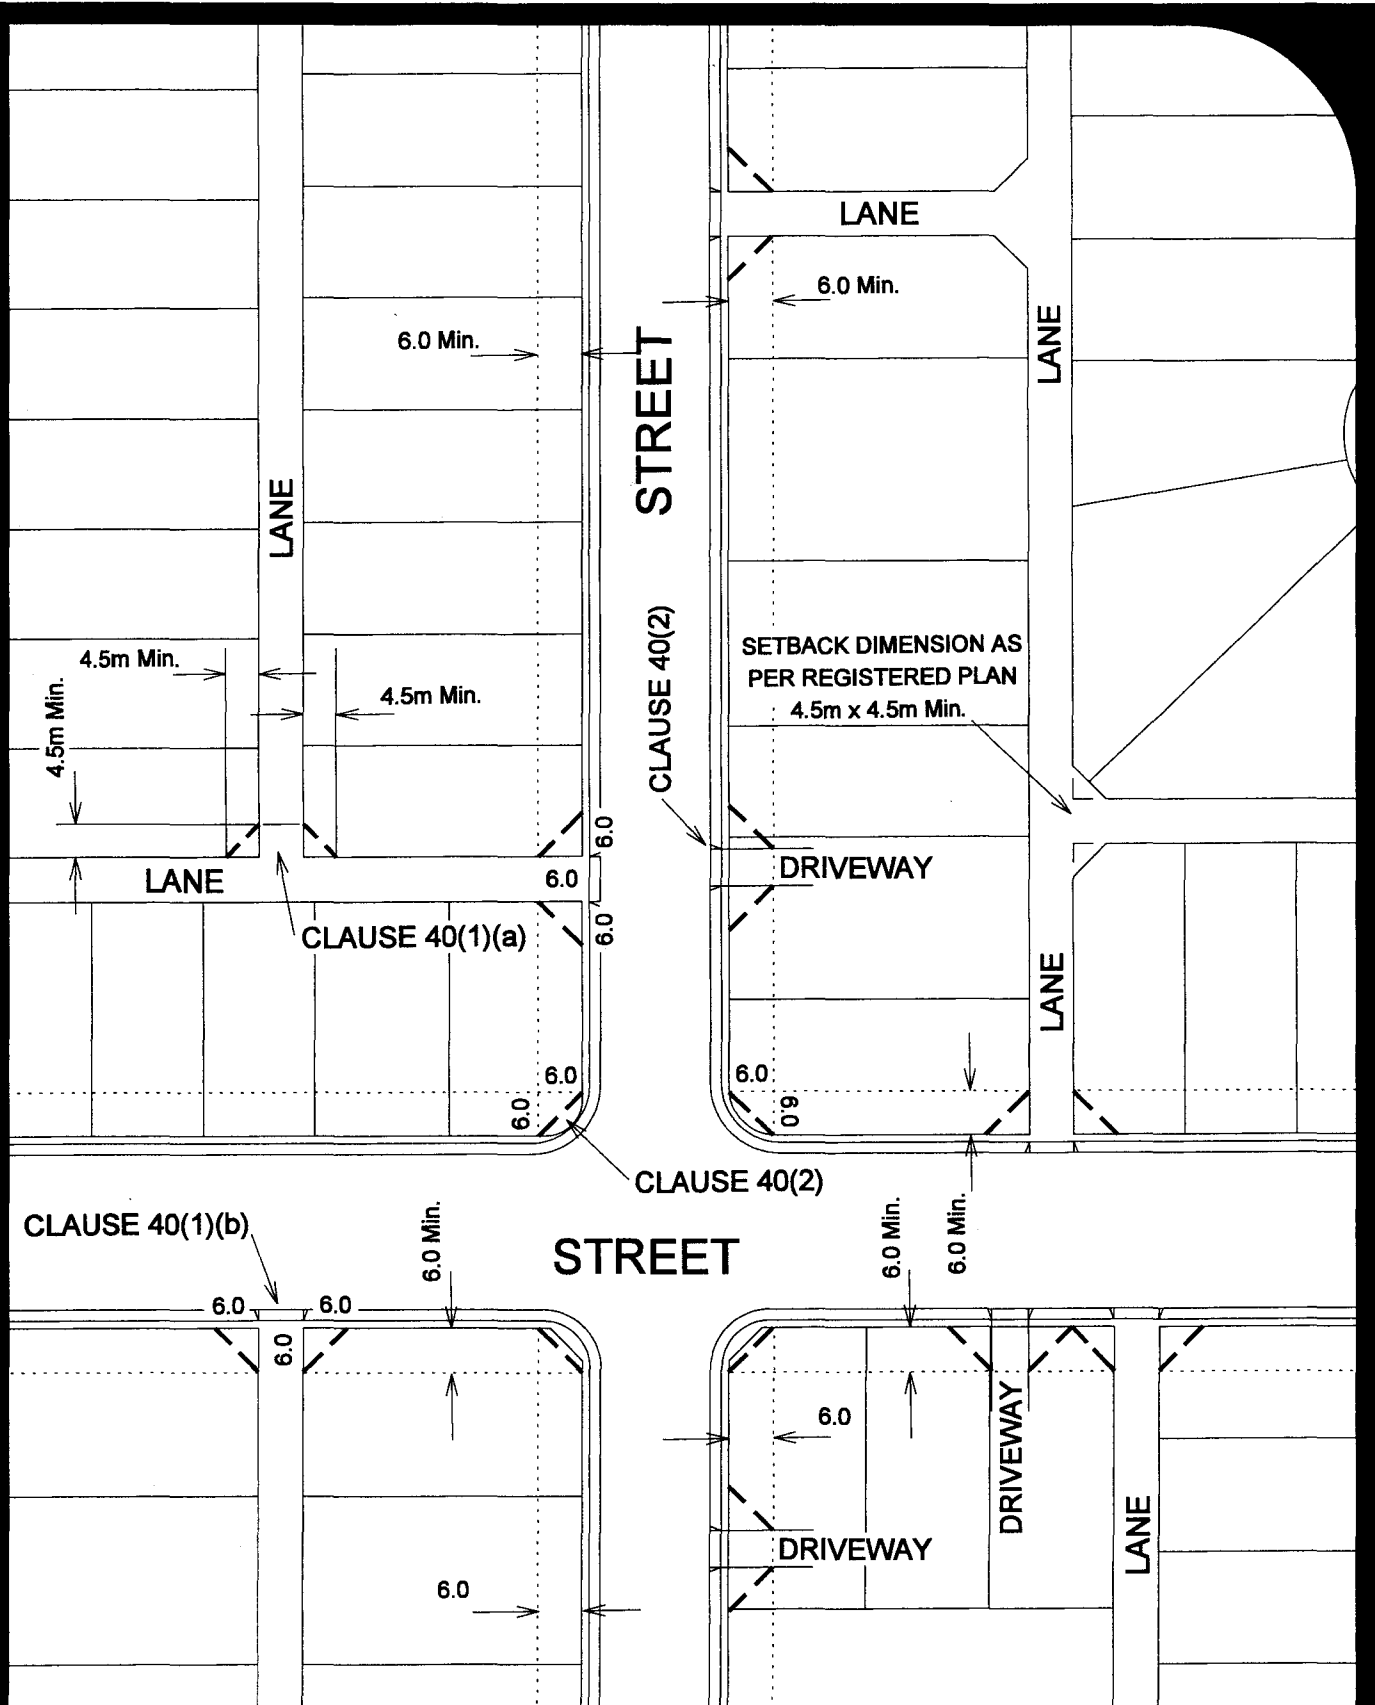 LANE
6.0 Min.
6.0 Min.
STREET
LANE
LANE
CLAUSE 40(2)
SETBACK DIMENSION AS
PER REGISTERED PLAN
4.5m x 4.5m Min.
4.5m Min.
4.5m Min.
4.5m Min.
6.0
LANE
6.0
DRIVEWAY
6.0
CLAUSE 40(1)(a)
LANE
6.0
6.0
6.0
6.0
CLAUSE 40(2)
CLAUSE 40(1)(b)
6.0 Min.
STREET
6.0 Min.
6.0 Min.
6.0
6.0
6.0
6.0
DRIVEWAY
DRIVEWAY
LANE
6.0